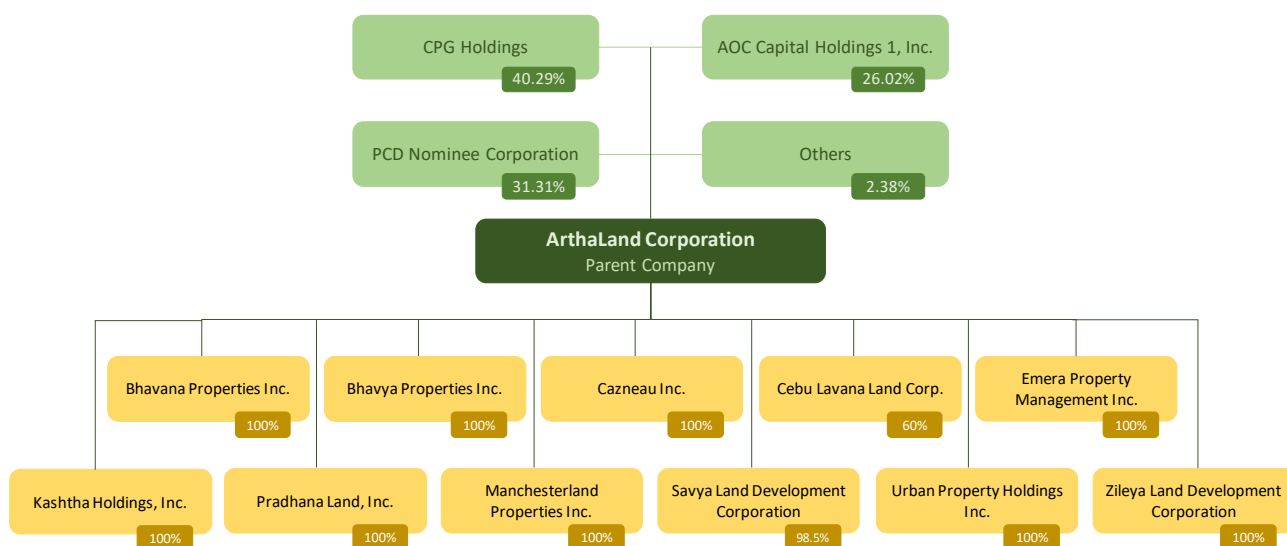 CPG Holdings
40.29%
AOC Capital Holdings 1, Inc.
26.02%
PCD Nominee Corporation
31.31%
Others
2.38%
ArthaLand Corporation
Parent Company
Bhavana Properties Inc.
100%
Bhavya Properties Inc.
100%
Cazneau Inc.
100%
Cebu Lavana Land Corp.
60%
Emera Property
Management Inc.
100%
Kashtha Holdings, Inc.
100%
Pradhana Land, Inc.
100%
Manchesterland
Properties Inc.
100%
Savya Land Development
Corporation
98.5%
Urban Property Holdings
Inc.
100%
Zileya Land Development
Corporation
100%